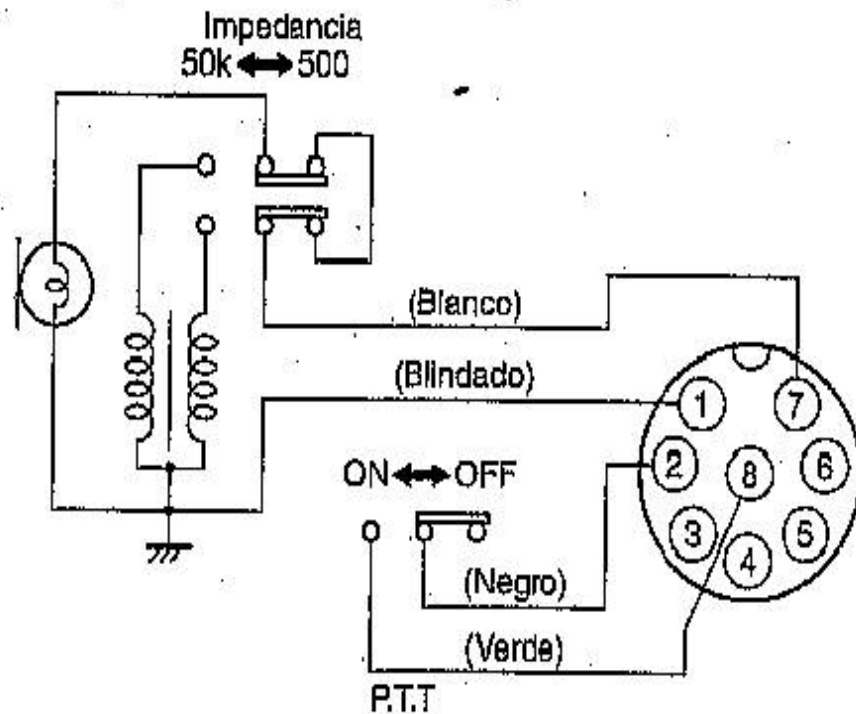 Impedancia
50k ⬌ 500
(Blanco)
(Blindado)
1
7
2
8
6
3
4
5
ON ⬌ OFF
(Negro)
(Verde)
P.T.T